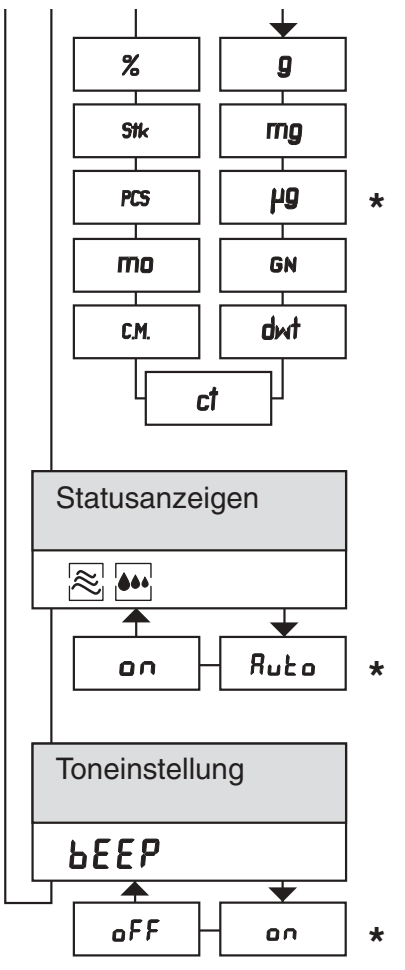 % g
Stk mg
PCS µg *
mo GN
C.M. dwt
ct
Statusanzeigen
on Auto *
Toneinstellung
bEEP
oFF on *